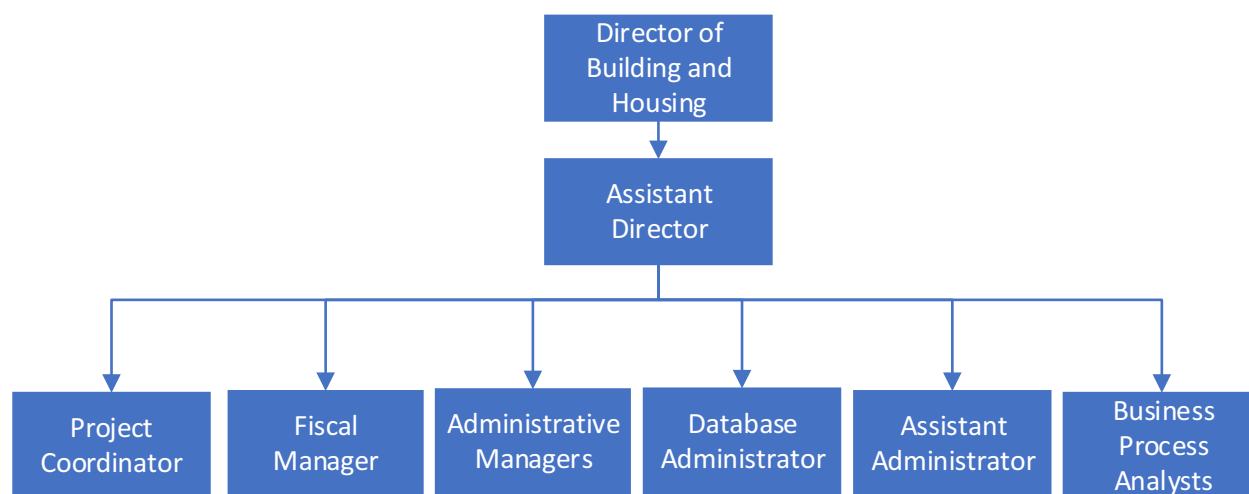 Director of
Building and
Housing
Assistant
Director
Project
Coordinator
Fiscal
Manager
Administrative
Managers
Database
Administrator
Assistant
Administrator
Business
Process
Analysts